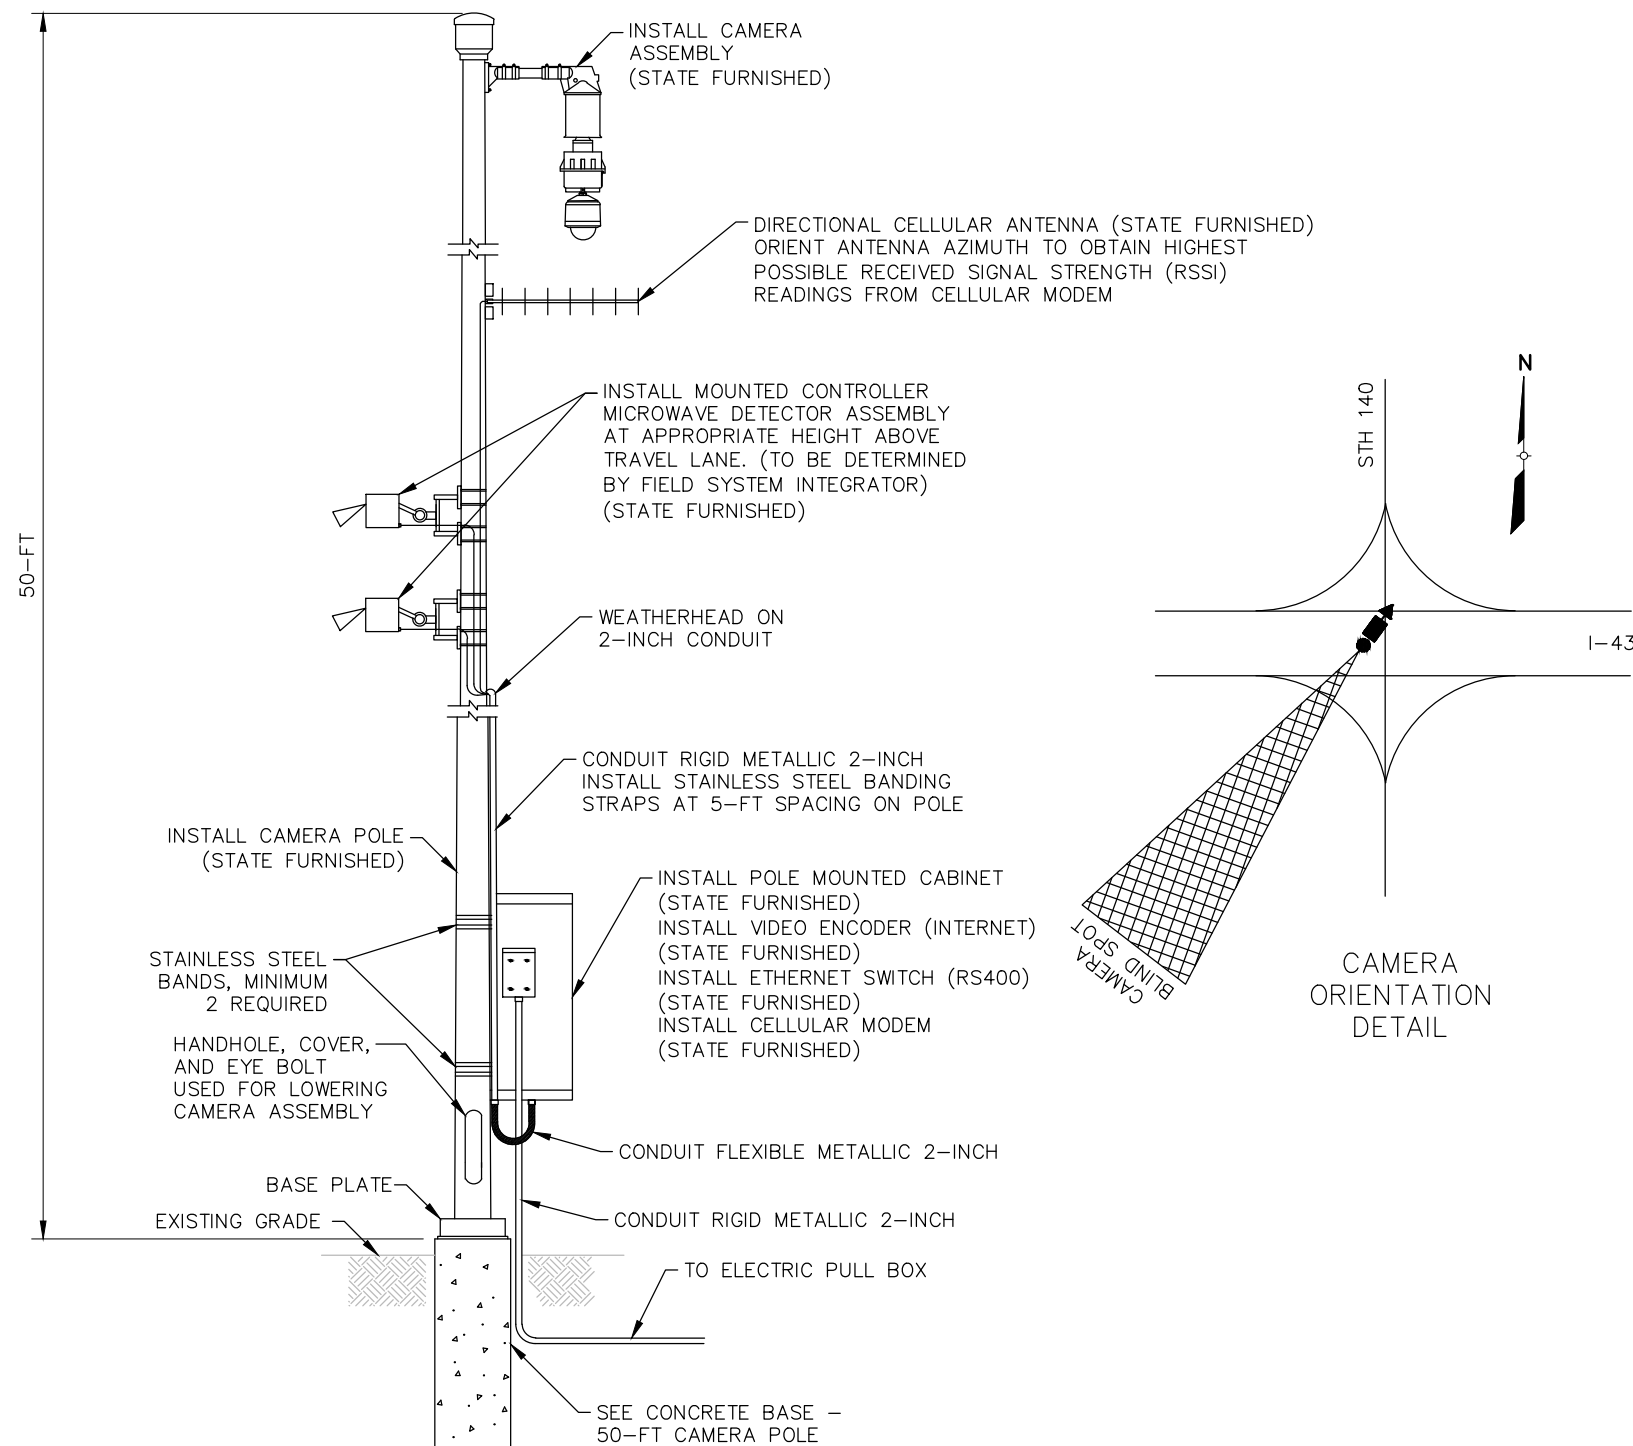 INSTALL CAMERA
ASSEMBLY
(STATE FURNISHED)
DIRECTIONAL CELLULAR ANTENNA (STATE FURNISHED)
ORIENT ANTENNA AZIMUTH TO OBTAIN HIGHEST
POSSIBLE RECEIVED SIGNAL STRENGTH (RSSI)
READINGS FROM CELLULAR MODEM
INSTALL MOUNTED CONTROLLER
MICROWAVE DETECTOR ASSEMBLY
AT APPROPRIATE HEIGHT ABOVE
TRAVEL LANE. (TO BE DETERMINED
BY FIELD SYSTEM INTEGRATOR)
(STATE FURNISHED)
50-FT
WEATHERHEAD ON
2-INCH CONDUIT
CONDUIT RIGID METALLIC 2-INCH
INSTALL STAINLESS STEEL BANDING
STRAPS AT 5-FT SPACING ON POLE
INSTALL CAMERA POLE
(STATE FURNISHED)
INSTALL POLE MOUNTED CABINET
(STATE FURNISHED)
INSTALL VIDEO ENCODER (INTERNET)
(STATE FURNISHED)
INSTALL ETHERNET SWITCH (RS400)
(STATE FURNISHED)
INSTALL CELLULAR MODEM
(STATE FURNISHED)
STAINLESS STEEL
BANDS, MINIMUM
2 REQUIRED
HANDHOLE, COVER,
AND EYE BOLT
USED FOR LOWERING
CAMERA ASSEMBLY
CONDUIT FLEXIBLE METALLIC 2-INCH
BASE PLATE
EXISTING GRADE
CONDUIT RIGID METALLIC 2-INCH
TO ELECTRIC PULL BOX
SEE CONCRETE BASE -
50-FT CAMERA POLE
N
STH 140
I-43
CAMERA
BLIND SPOT
CAMERA
ORIENTATION
DETAIL